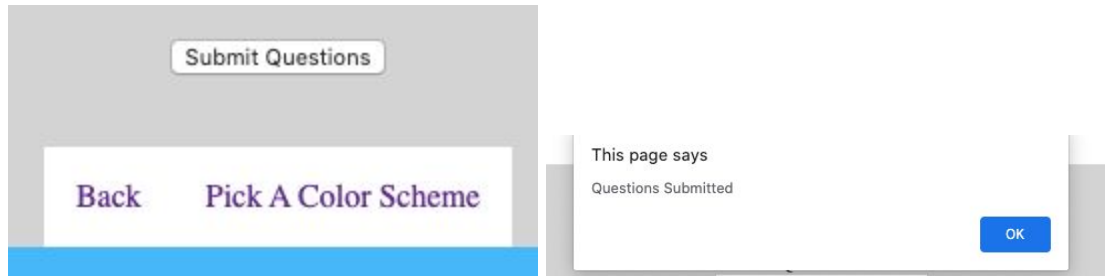 Submit Questions
Back Pick A Color Scheme
This page says
Questions Submitted
OK